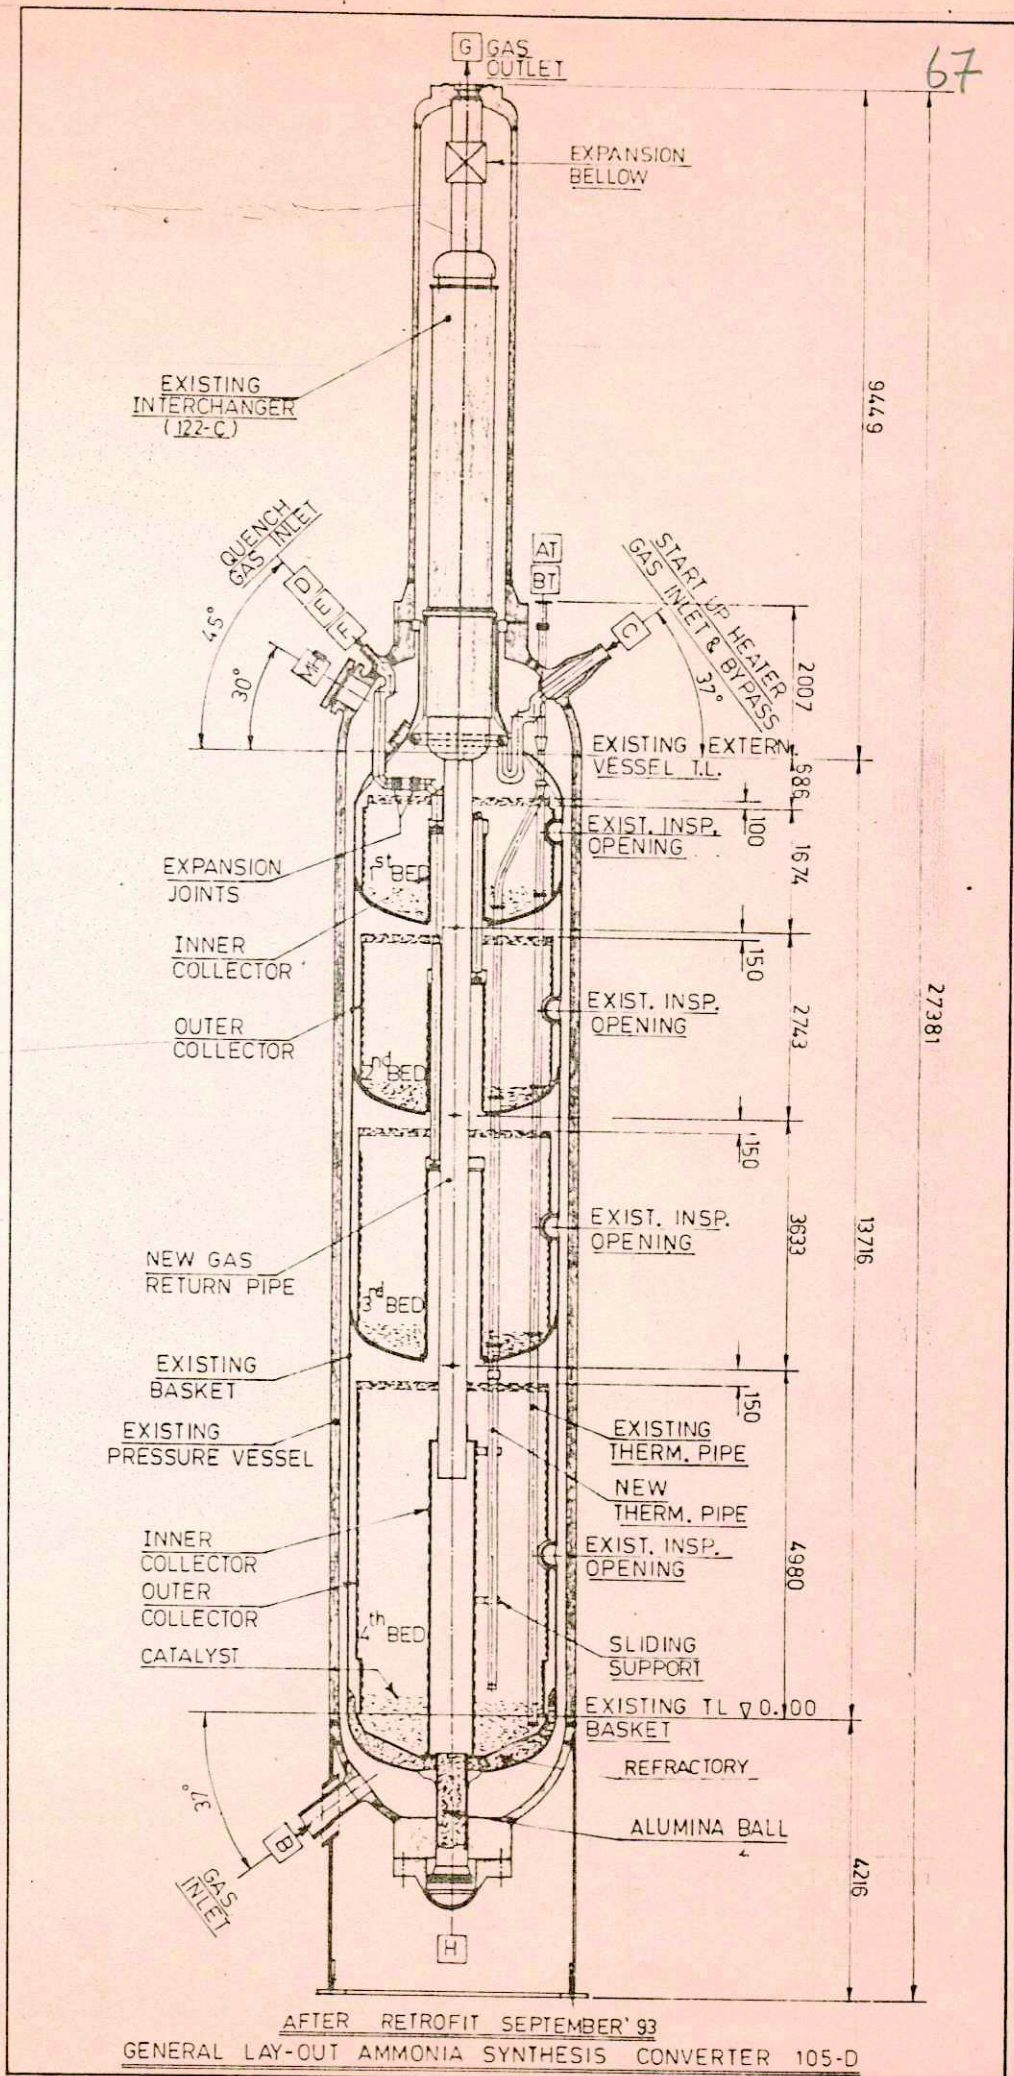 67
G GAS
OUTLET
EXPANSION
BELLOW
EXISTING
INTERCHANGER
(122-C)
9449
QUENCH
GAS INLET
D E F
MH
45°
30°
AT
BT
C
START UP HEATER
GAS INLET & BYPASS
37°
2007
EXISTING EXTERN.
VESSEL T.L.
686
100
EXIST. INSP.
OPENING
1674
EXPANSION
JOINTS
1st BED
INNER
COLLECTOR
150
OUTER
COLLECTOR
EXIST. INSP.
OPENING
2743
27381
2nd BED
150
NEW GAS
RETURN PIPE
EXIST. INSP.
OPENING
3633
13716
3rd BED
EXISTING
BASKET
150
EXISTING
PRESSURE VESSEL
EXISTING
THERM. PIPE
NEW
THERM. PIPE
INNER
COLLECTOR
EXIST. INSP.
OPENING
4980
OUTER
COLLECTOR
4th BED
CATALYST
SLIDING
SUPPORT
EXISTING TL ▽ 0.00
BASKET
REFRACTORY
37°
B
GAS
INLET
ALUMINA BALL
4216
H
AFTER RETROFIT SEPTEMBER'93
GENERAL LAY-OUT AMMONIA SYNTHESIS CONVERTER 105-D